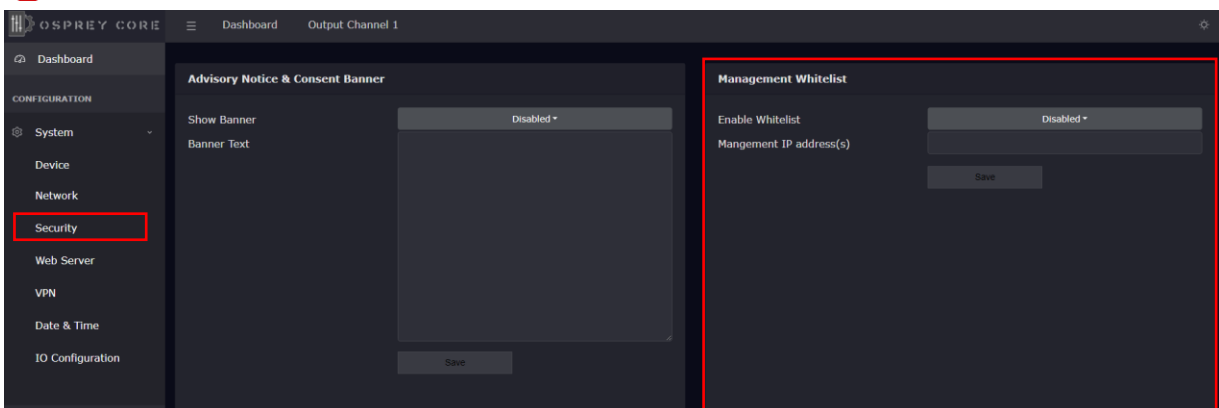 OSPREY CORE
Dashboard Output Channel 1
Dashboard
CONFIGURATION
System
Device
Network
Security
Web Server
VPN
Date & Time
IO Configuration
Advisory Notice & Consent Banner
Show Banner Disabled
Banner Text
Save
Management Whitelist
Enable Whitelist Disabled
Mangement IP address(s)
Save